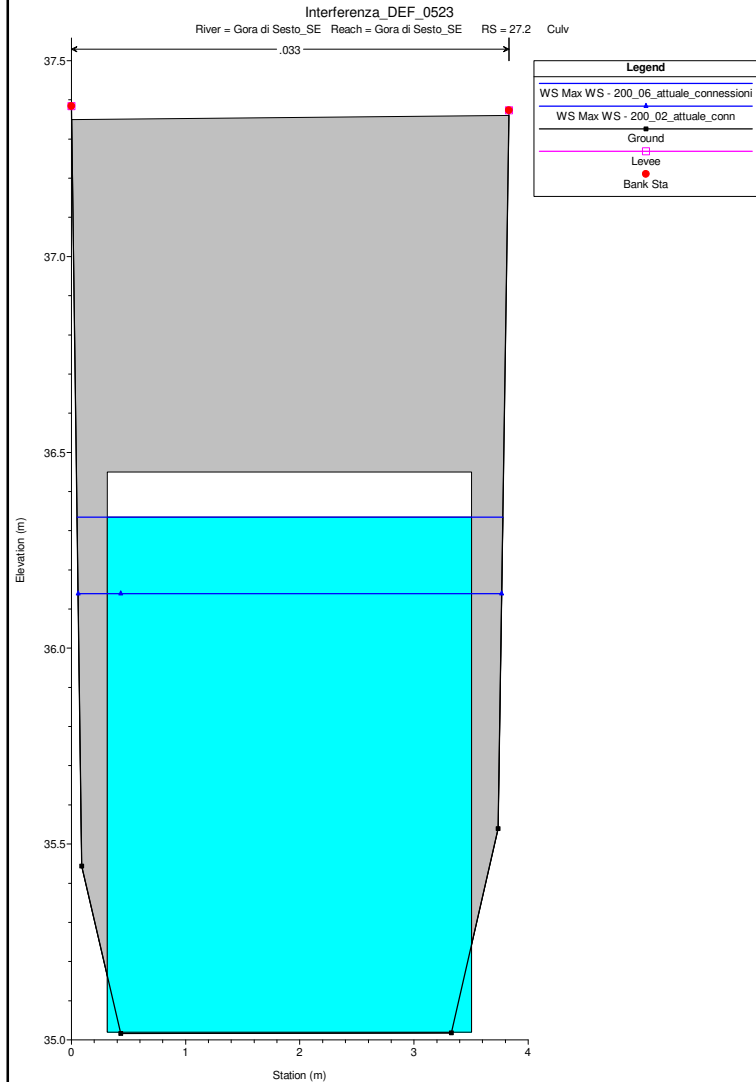 Interferenza_DEF_0523
River = Gora di Sesto_SE Reach = Gora di Sesto_SE RS = 27.2 Culv
.033
Legend
WS Max WS - 200_06_attuale_connessioni
WS Max WS - 200_02_attuale_conn
Ground
Levee
Bank Sta
37.5
37.0
36.5
36.0
35.5
35.0
Elevation (m)
0
1
2
3
4
Station (m)